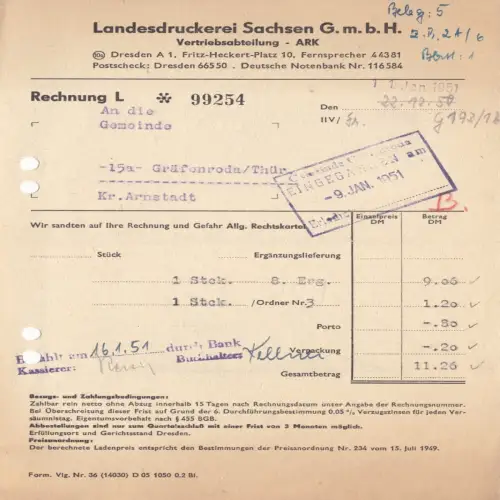 Landesdruckerei Sachsen G.m.b.H.
Vertriebsabteilung - ARK
10a Dresden A 1, Fritz-Heckert-Platz 10, Fernsprecher 44381
Postscheck: Dresden 66550 . Deutsche Notenbank Nr. 116584
Beleg: 5
Rechnung L * 99254
Den 22.12.50
IIV/
An die
Gemeinde
-15a- Gräfenroda/Thür.
Kr. Arnstadt
EINGEGANGEN am
-9. JAN. 1951
Wir sandten auf Ihre Rechnung und Gefahr Allg. Rechtskartei
Einzelpreis DM
Betrag DM
Stück Ergänzungslieferung
1 Stck. 8. Erg. 9.06
1 Stck. /Ordner Nr. 3 1.20
Porto -.80
Verpackung -.20
Gesamtbetrag 11.26
Bezahlt am 16.1.51 durch Bank
Kassierer: Buchhalter:
Bezugs- und Zahlungsbedingungen:
Zahlbar rein netto ohne Abzug innerhalb 15 Tagen nach Rechnungsdatum unter Angabe der Rechnungsnummer.
Bei Überschreitung dieser Frist auf Grund der 6. Durchführungsbestimmung 0.05 % Verzugszinsen für jeden Ver-
säumnistag. Eigentumsvorbehalt nach § 455 BGB.
Abbestellungen sind nur zum Quartalsschluß mit einer Frist von 2 Monaten möglich.
Erfüllungsort und Gerichtsstand Dresden.
Preisanordnung:
Der berechnete Ladenpreis entspricht den Bestimmungen der Preisanordnung Nr. 234 vom 15. Juli 1949.
Form. Vlg. Nr. 36 (14030) D 05 1050 0,2 Bl.